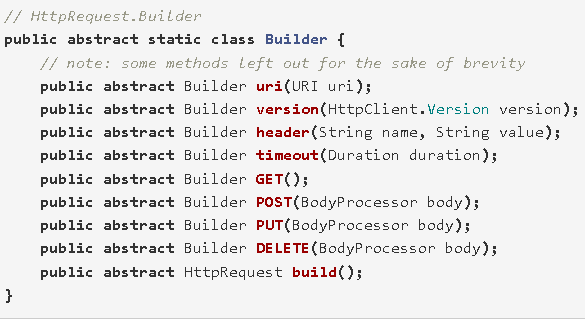 // HttpRequest.Builder
public abstract static class Builder {
    // note: some methods left out for the sake of brevity
    public abstract Builder uri(URI uri);
    public abstract Builder version(HttpClient.Version version);
    public abstract Builder header(String name, String value);
    public abstract Builder timeout(Duration duration);
    public abstract Builder GET();
    public abstract Builder POST(BodyProcessor body);
    public abstract Builder PUT(BodyProcessor body);
    public abstract Builder DELETE(BodyProcessor body);
    public abstract HttpRequest build();
}